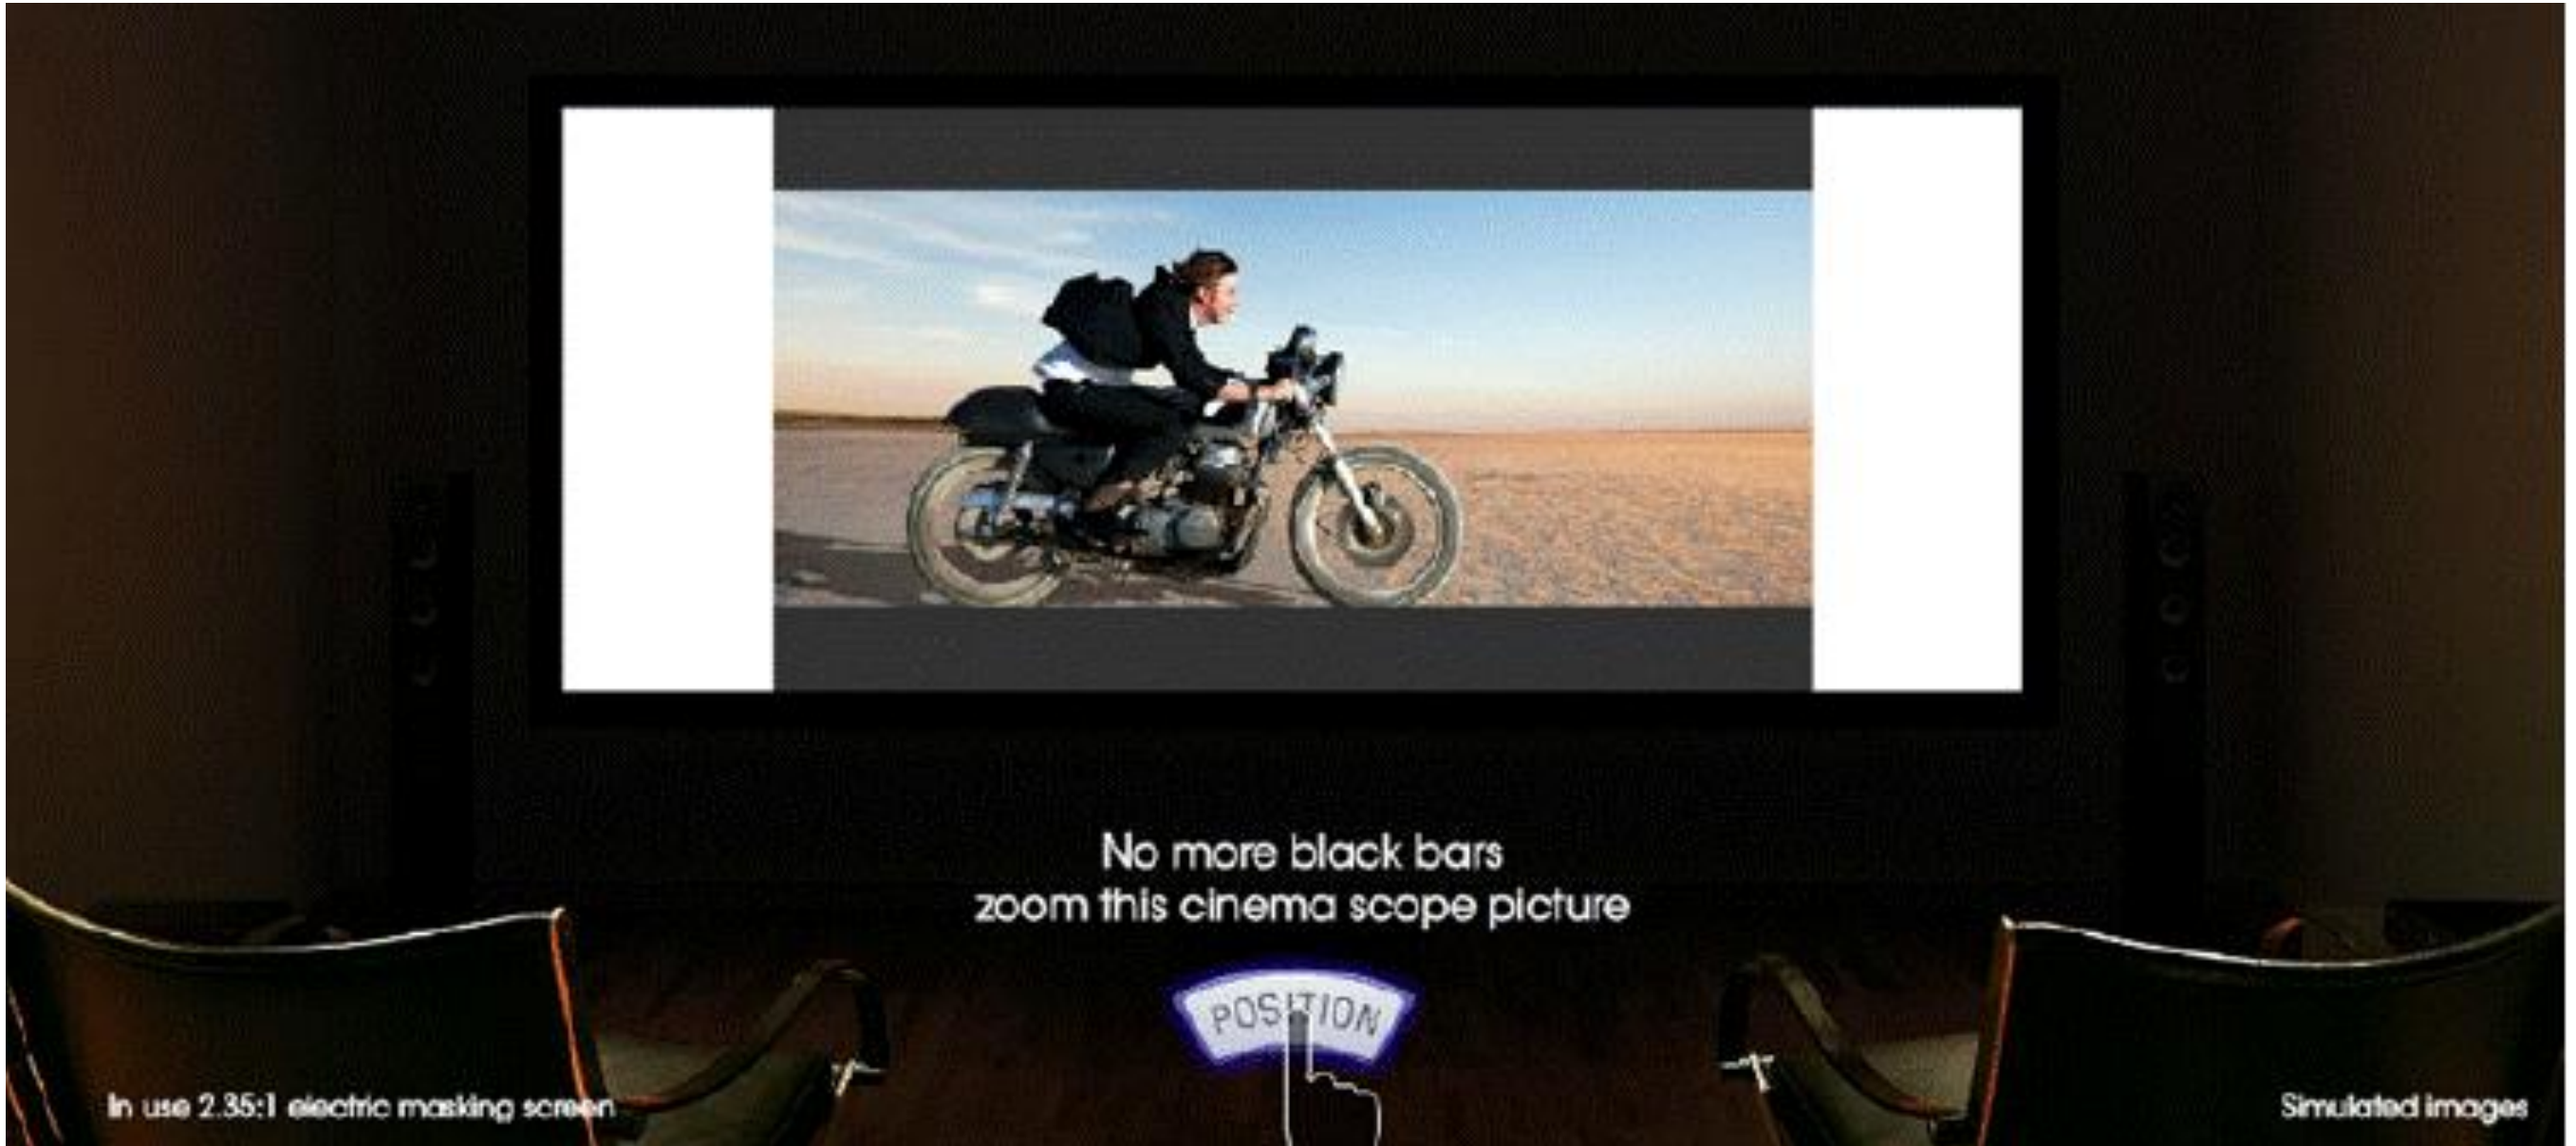 No more black bars
zoom this cinema scope picture
POSITION
In use 2.35:1 electric masking screen
Simulated images